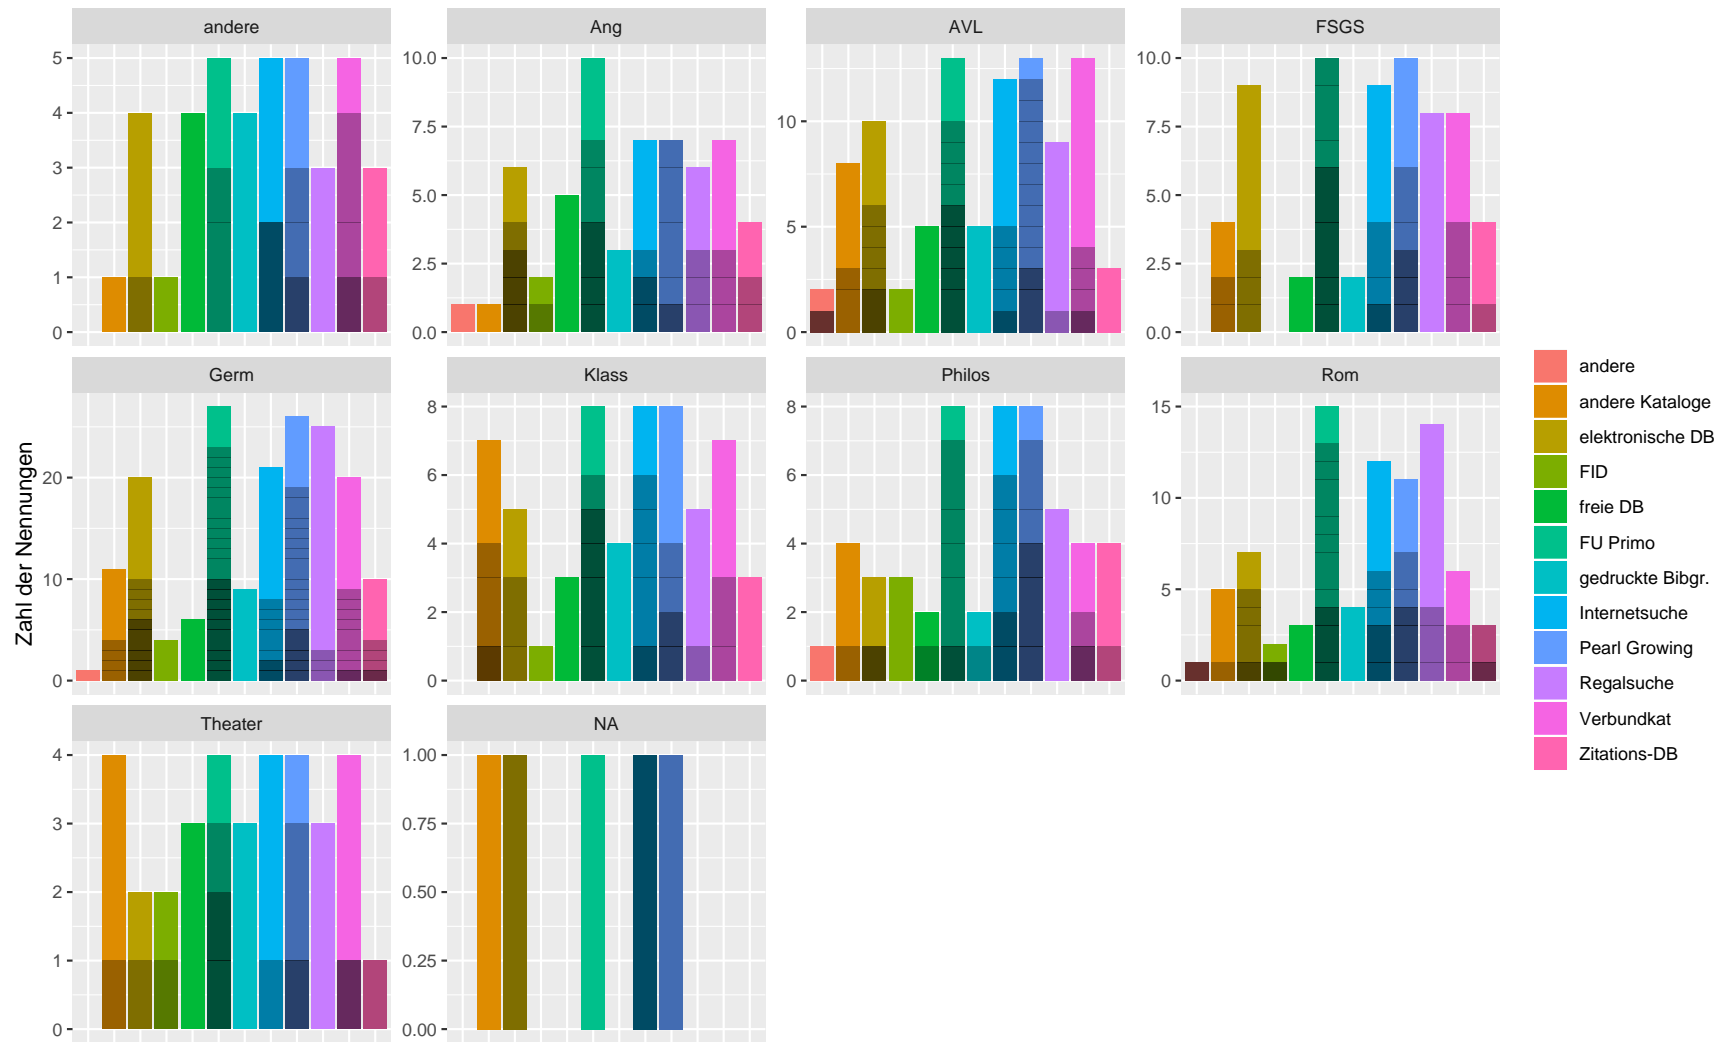 andere
Ang
AVL
FSGS
5
4
3
2
1
0
10.0
7.5
5.0
2.5
0.0
10
5
0
10.0
7.5
5.0
2.5
0.0
Zahl der Nennungen
Germ
Klass
Philos
Rom
20
10
0
8
6
4
2
0
8
6
4
2
0
15
10
5
0
Theater
NA
4
3
2
1
0
1.00
0.75
0.50
0.25
0.00
andere
andere Kataloge
elektronische DB
FID
freie DB
FU Primo
gedruckte Bibgr.
Internetsuche
Pearl Growing
Regalsuche
Verbundkat
Zitations-DB